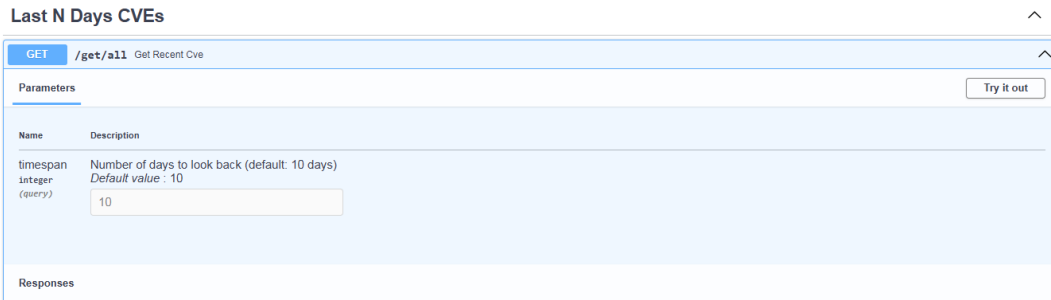 Last N Days CVEs
GET /get/all Get Recent Cve
Parameters
Try it out
Name Description
timespan Number of days to look back (default: 10 days)
integer Default value : 10
(query)
10
Responses